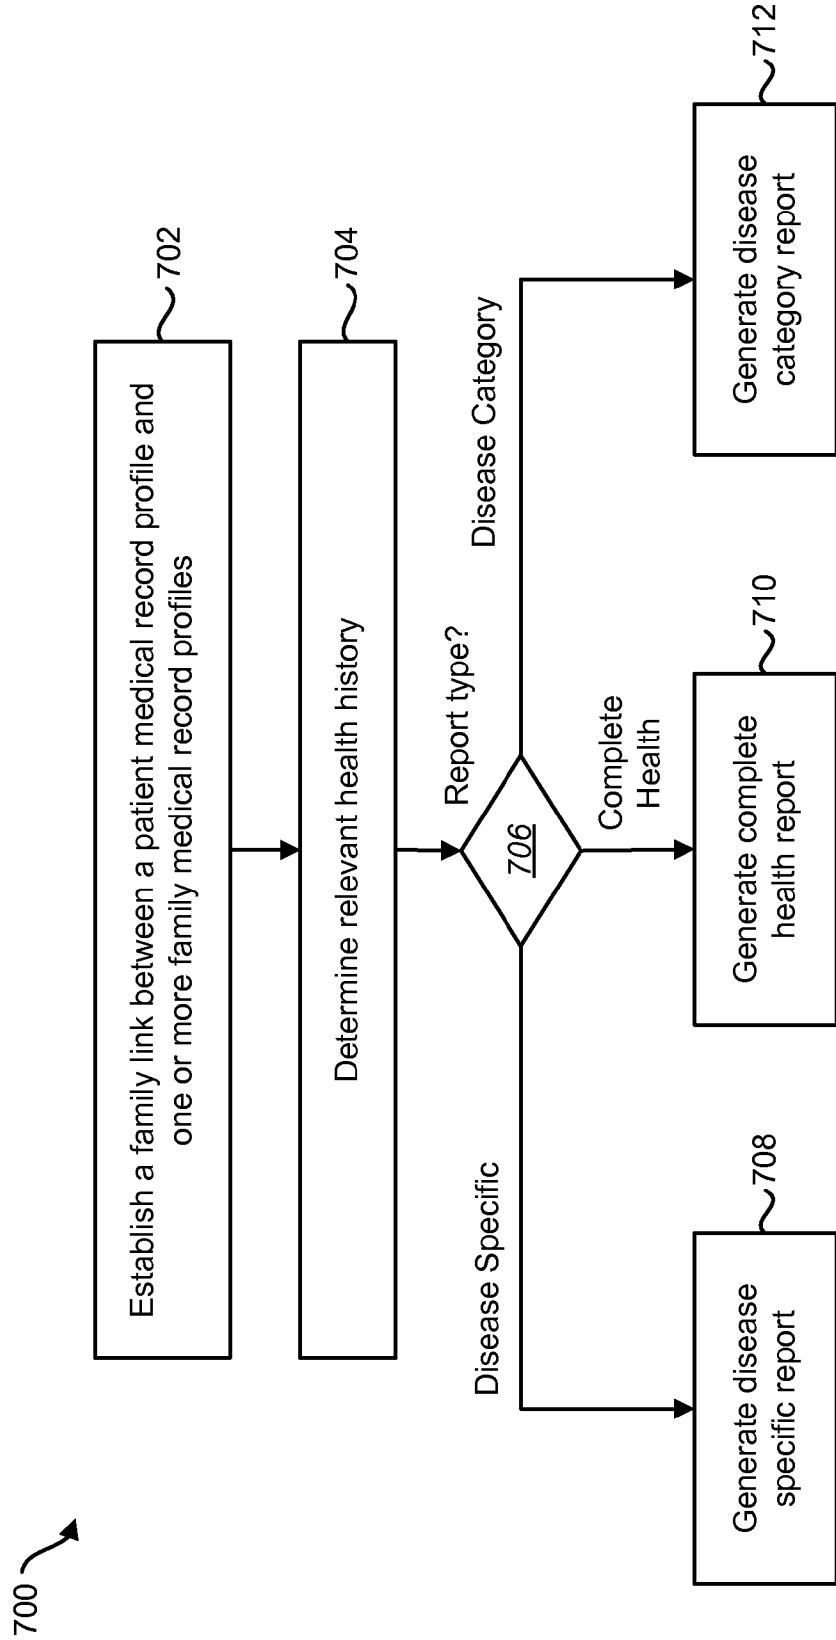 700
702
Establish a family link between a patient medical record profile and
one or more family medical record profiles
704
Determine relevant health history
Report type?
706
Disease Specific
Complete
Health
Disease Category
708
Generate disease
specific report
710
Generate complete
health report
712
Generate disease
category report